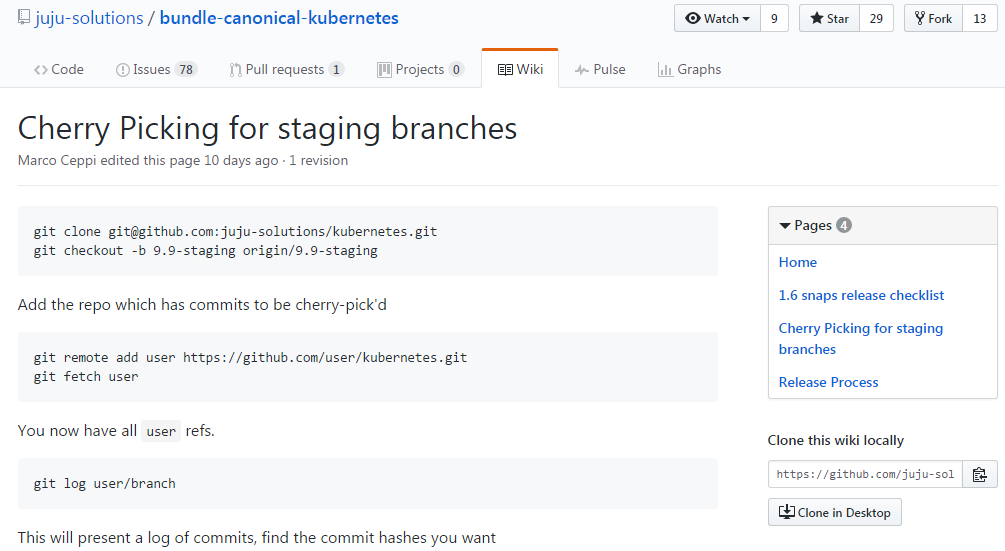 juju-solutions / bundle-canonical-kubernetes
Watch 9 Star 29 Fork 13
Code Issues 78 Pull requests 1 Projects 0 Wiki Pulse Graphs
Cherry Picking for staging branches
Marco Ceppi edited this page 10 days ago · 1 revision
git clone git@github.com:juju-solutions/kubernetes.git
git checkout -b 9.9-staging origin/9.9-staging
Add the repo which has commits to be cherry-pick'd
git remote add user https://github.com/user/kubernetes.git
git fetch user
You now have all user refs.
git log user/branch
This will present a log of commits, find the commit hashes you want
Pages 4
Home
1.6 snaps release checklist
Cherry Picking for staging
branches
Release Process
Clone this wiki locally
https://github.com/juju-sol
Clone in Desktop